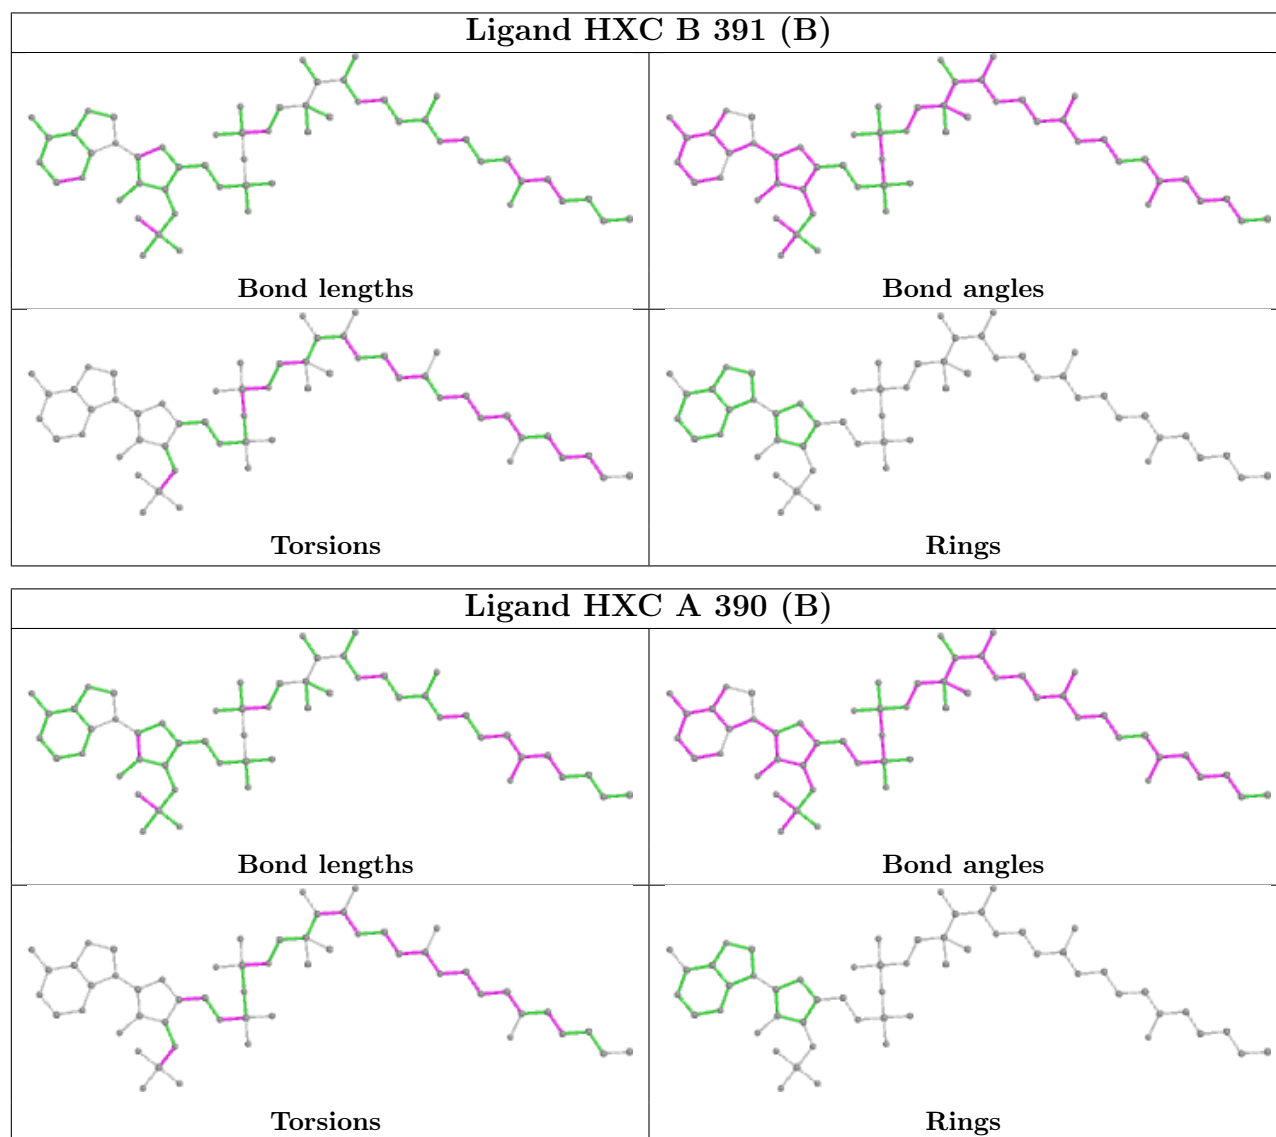 Ligand HXC B 391 (B)
Bond lengths
Bond angles
Torsions
Rings
Ligand HXC A 390 (B)
Bond lengths
Bond angles
Torsions
Rings